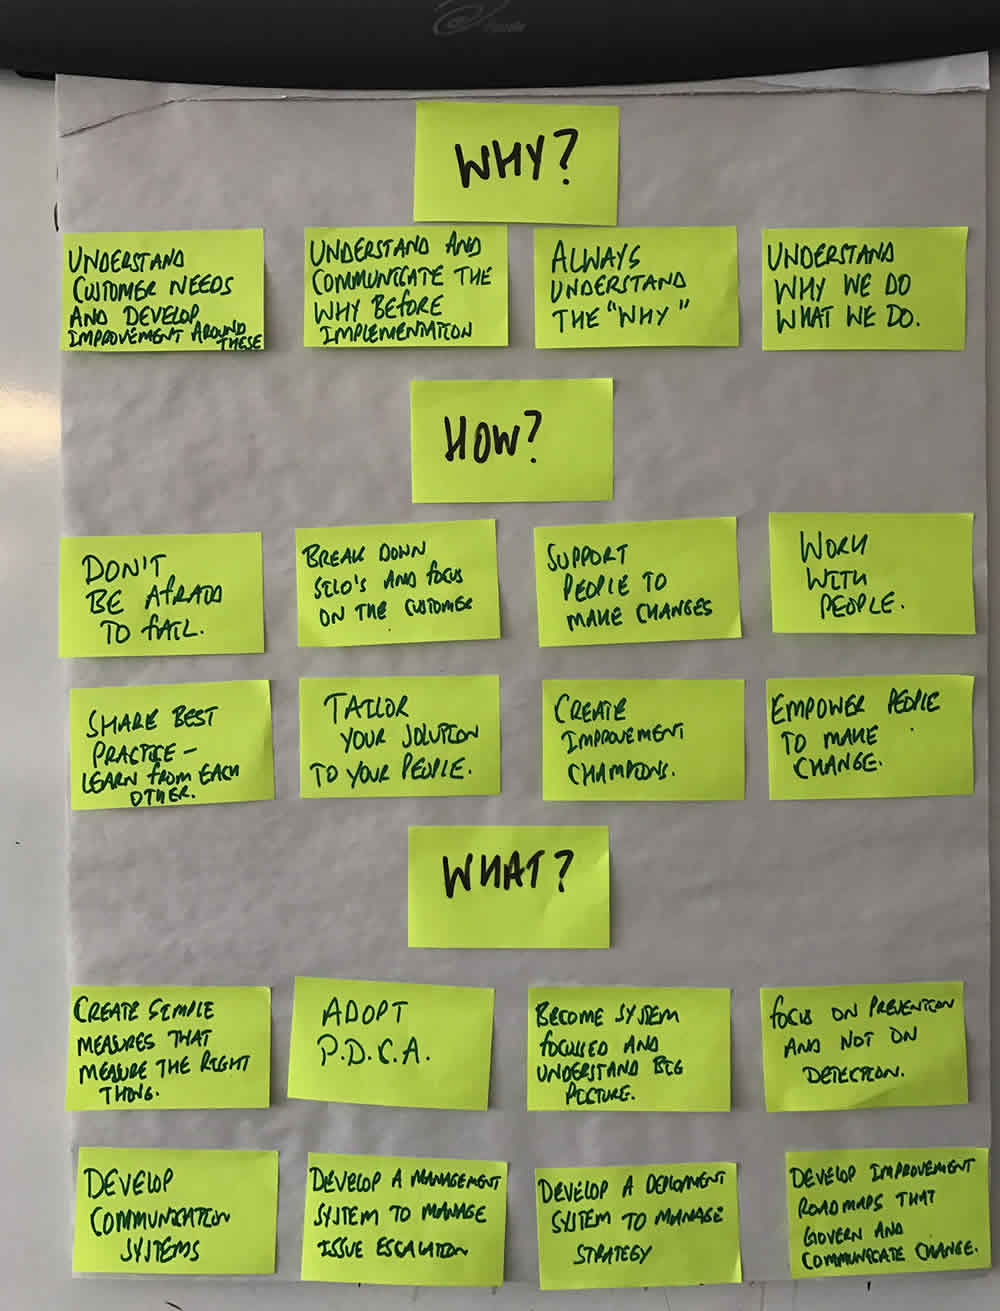 WHY?
UNDERSTAND
CUSTOMER NEEDS
AND DEVELOP
IMPROVEMENT AROUND
THESE
UNDERSTAND AND
COMMUNICATE THE
WHY BEFORE
IMPLEMENTATION
ALWAYS
UNDERSTAND
THE "WHY"
UNDERSTAND
WHY WE DO
WHAT WE DO.
HOW?
DON'T
BE AFRAID
TO FAIL.
BREAK DOWN
SILO'S AND FOCUS
ON THE CUSTOMER
SUPPORT
PEOPLE TO
MAKE CHANGES
WORK
WITH
PEOPLE.
SHARE BEST
PRACTICE -
LEARN FROM EACH
OTHER.
TAILOR
YOUR SOLUTION
TO YOUR PEOPLE.
CREATE
IMPROVEMENT
CHAMPIONS.
EMPOWER PEOPLE
TO MAKE
CHANGE.
WHAT?
CREATE SIMPLE
MEASURES THAT
MEASURE THE RIGHT
THING.
ADOPT
P.D.C.A.
BECOME SYSTEM
FOCUSED AND
UNDERSTAND BIG
PICTURE.
FOCUS ON PREVENTION
AND NOT ON
DETECTION.
DEVELOP
COMMUNICATION
SYSTEMS
DEVELOP A MANAGEMENT
SYSTEM TO MANAGE
ISSUE ESCALATION
DEVELOP A DEPLOYMENT
SYSTEM TO MANAGE
STRATEGY
DEVELOP IMPROVEMENT
ROADMAPS THAT
GOVERN AND
COMMUNICATE CHANGE.